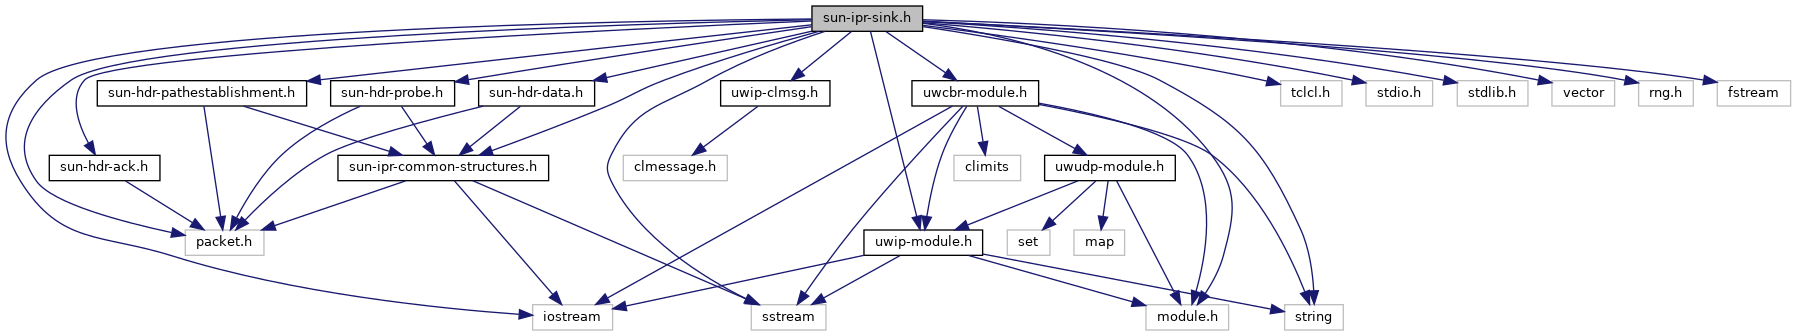 sun-ipr-sink.h
sun-hdr-pathestablishment.h
sun-hdr-probe.h
sun-hdr-data.h
uwip-clmsg.h
uwcbr-module.h
tclcl.h
stdio.h
stdlib.h
vector
rng.h
fstream
sun-hdr-ack.h
sun-ipr-common-structures.h
clmessage.h
climits
uwudp-module.h
packet.h
uwip-module.h
set
map
iostream
sstream
module.h
string